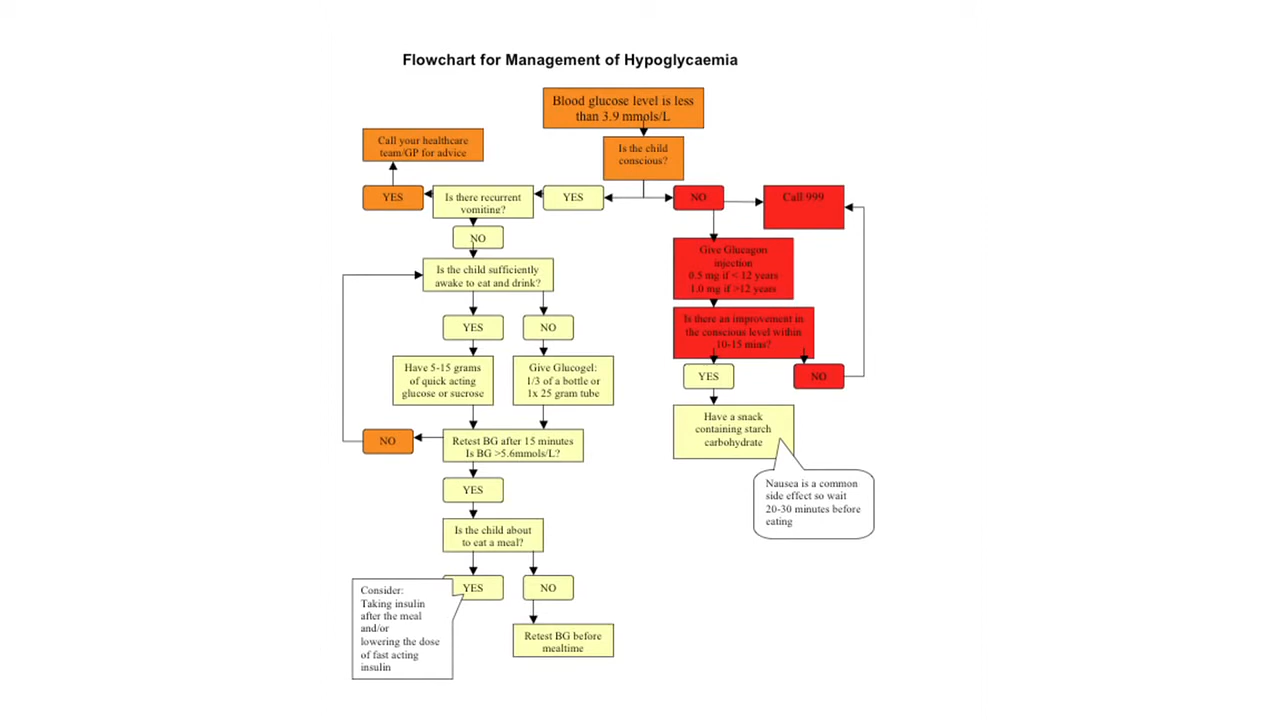 Flowchart for Management of Hypoglycaemia
Blood glucose level is less
than 3.9 mmols/L
Call your healthcare
team/GP for advice
Is the child
conscious?
YES
Is there recurrent
vomiting?
YES
NO
Call 999
NO
Give Glucagon
injection
0.5 mg if < 12 years
1.0 mg if >12 years
Is the child sufficiently
awake to eat and drink?
YES
NO
Is there an improvement in
the conscious level within
10-15 mins?
Have 5-15 grams
of quick acting
glucose or sucrose
Give Glucogel:
1/3 of a bottle or
1x 25 gram tube
YES
NO
Have a snack
containing starch
carbohydrate
NO
Retest BG after 15 minutes
Is BG >5.6mmols/L?
Nausea is a common
side effect so wait
20-30 minutes before
eating
YES
Is the child about
to eat a meal?
YES
NO
Consider:
Taking insulin
after the meal
and/or
lowering the dose
of fast acting
insulin
Retest BG before
mealtime